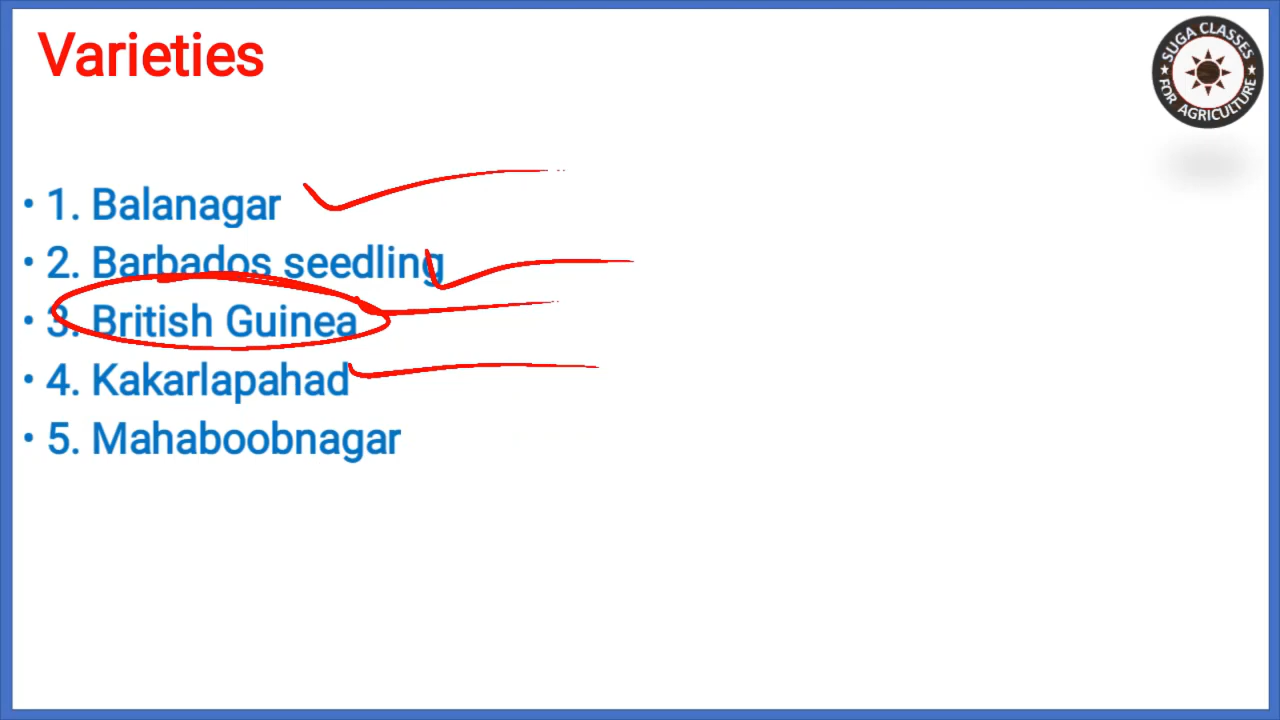 Varieties
SUGA CLASSES
FOR AGRICULTURE
• 1. Balanagar
• 2. Barbados seedling
• 3. British Guinea
• 4. Kakarlapahad
• 5. Mahaboobnagar